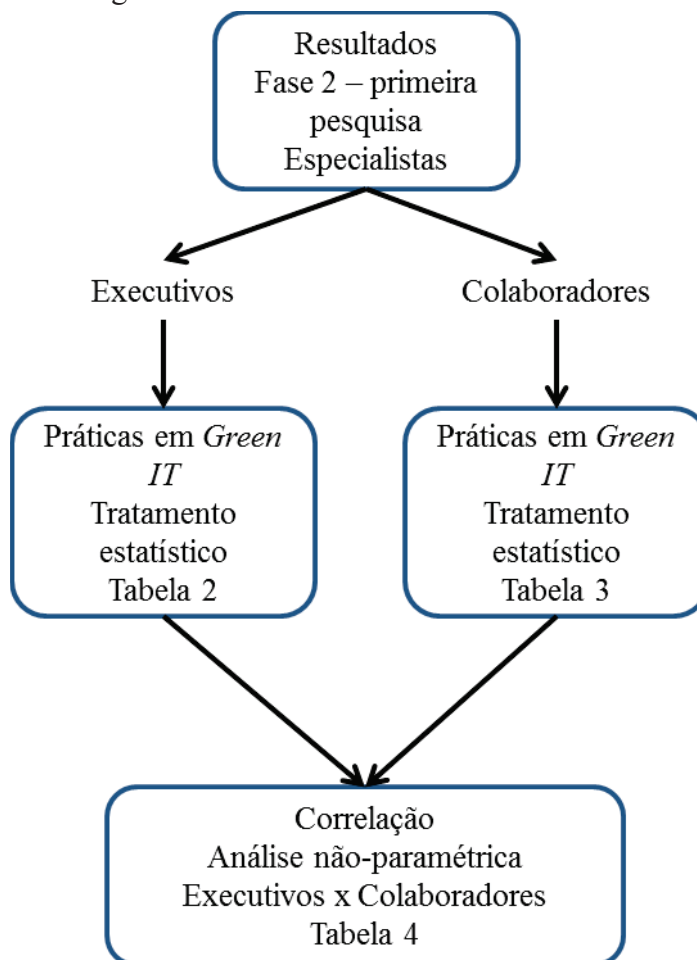 Resultados
Fase 2 – primeira
pesquisa
Especialistas
Executivos
Colaboradores
Práticas em Green
IT
Tratamento
estatístico
Tabela 2
Práticas em Green
IT
Tratamento
estatístico
Tabela 3
Correlação
Análise não-paramétrica
Executivos x Colaboradores
Tabela 4